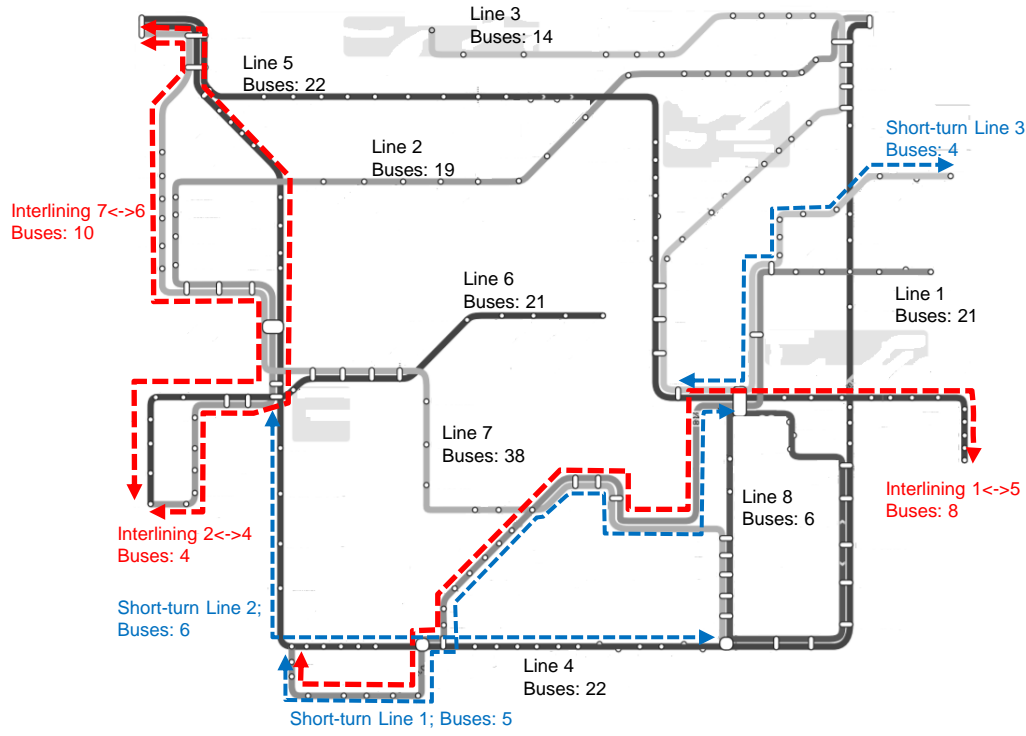 Line 3
Buses: 14
Line 5
Buses: 22
Short-turn Line 3
Buses: 4
Line 2
Buses: 19
Interlining 7<->6
Buses: 10
Line 6
Buses: 21
Line 1
Buses: 21
Line 7
Buses: 38
Line 8
Buses: 6
Interlining 1<->5
Buses: 8
Interlining 2<->4
Buses: 4
Short-turn Line 2;
Buses: 6
Line 4
Buses: 22
Short-turn Line 1; Buses: 5